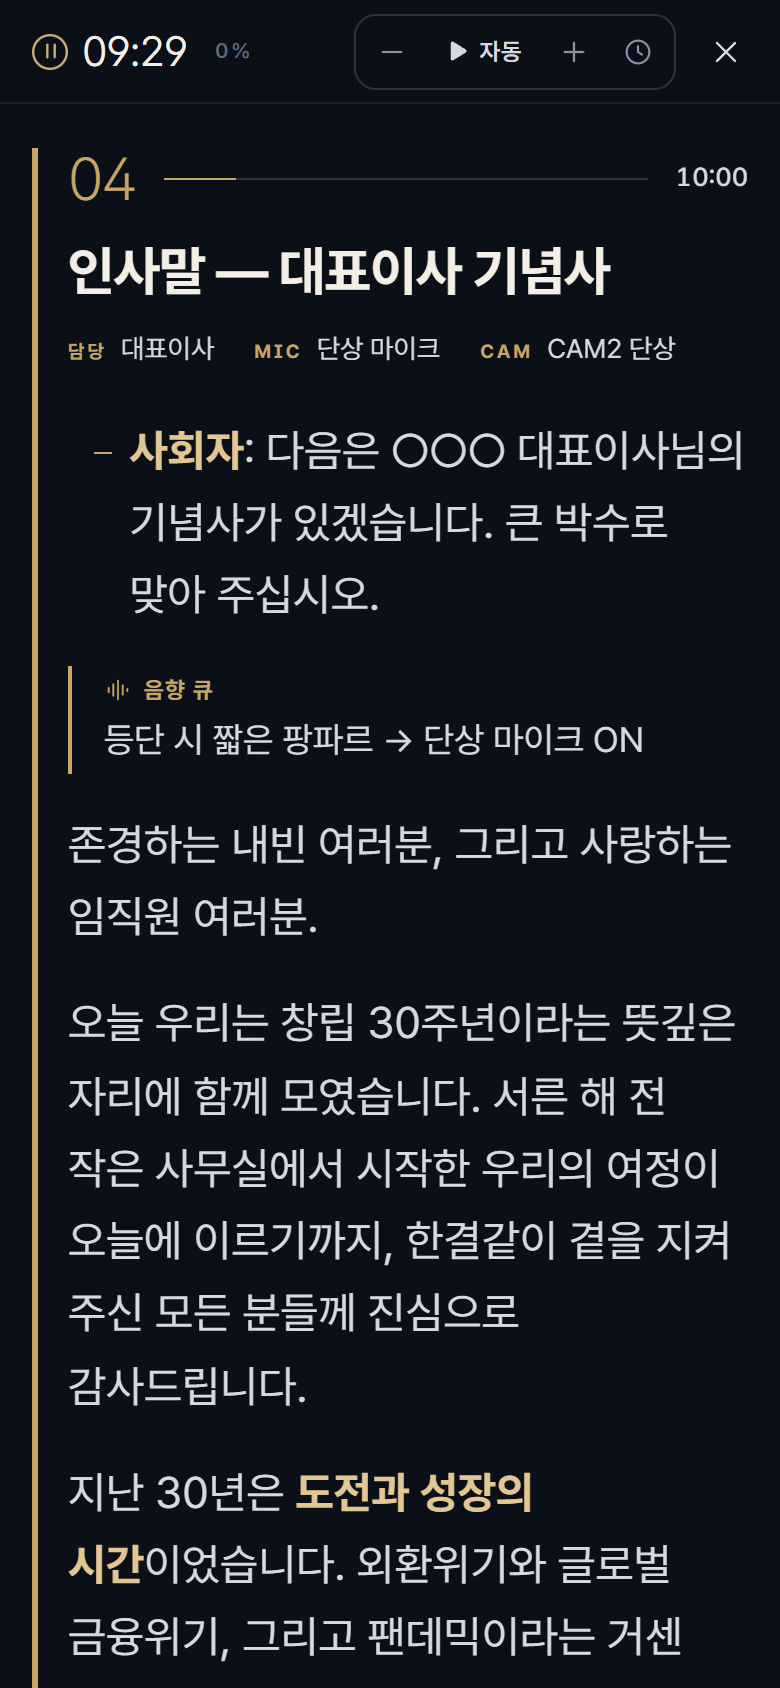 09:29 0% 자동
04 10:00
인사말 — 대표이사 기념사
담당 대표이사 MIC 단상 마이크 CAM CAM2 단상
– 사회자: 다음은 ○○○ 대표이사님의
기념사가 있겠습니다. 큰 박수로
맞아 주십시오.
음향 큐
등단 시 짧은 팡파르 → 단상 마이크 ON
존경하는 내빈 여러분, 그리고 사랑하는
임직원 여러분.
오늘 우리는 창립 30주년이라는 뜻깊은
자리에 함께 모였습니다. 서른 해 전
작은 사무실에서 시작한 우리의 여정이
오늘에 이르기까지, 한결같이 곁을 지켜
주신 모든 분들께 진심으로
감사드립니다.
지난 30년은 도전과 성장의
시간이었습니다. 외환위기와 글로벌
금융위기, 그리고 팬데믹이라는 거센